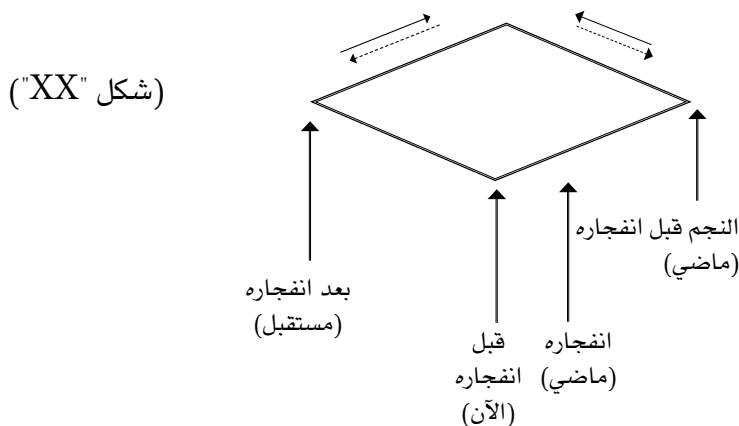 (شكل "XX")
النجم قبل انفجاره
(ماضي)
بعد انفجاره
(مستقبل)
انفجاره
(ماضي)
قبل
انفجاره
(الآن)